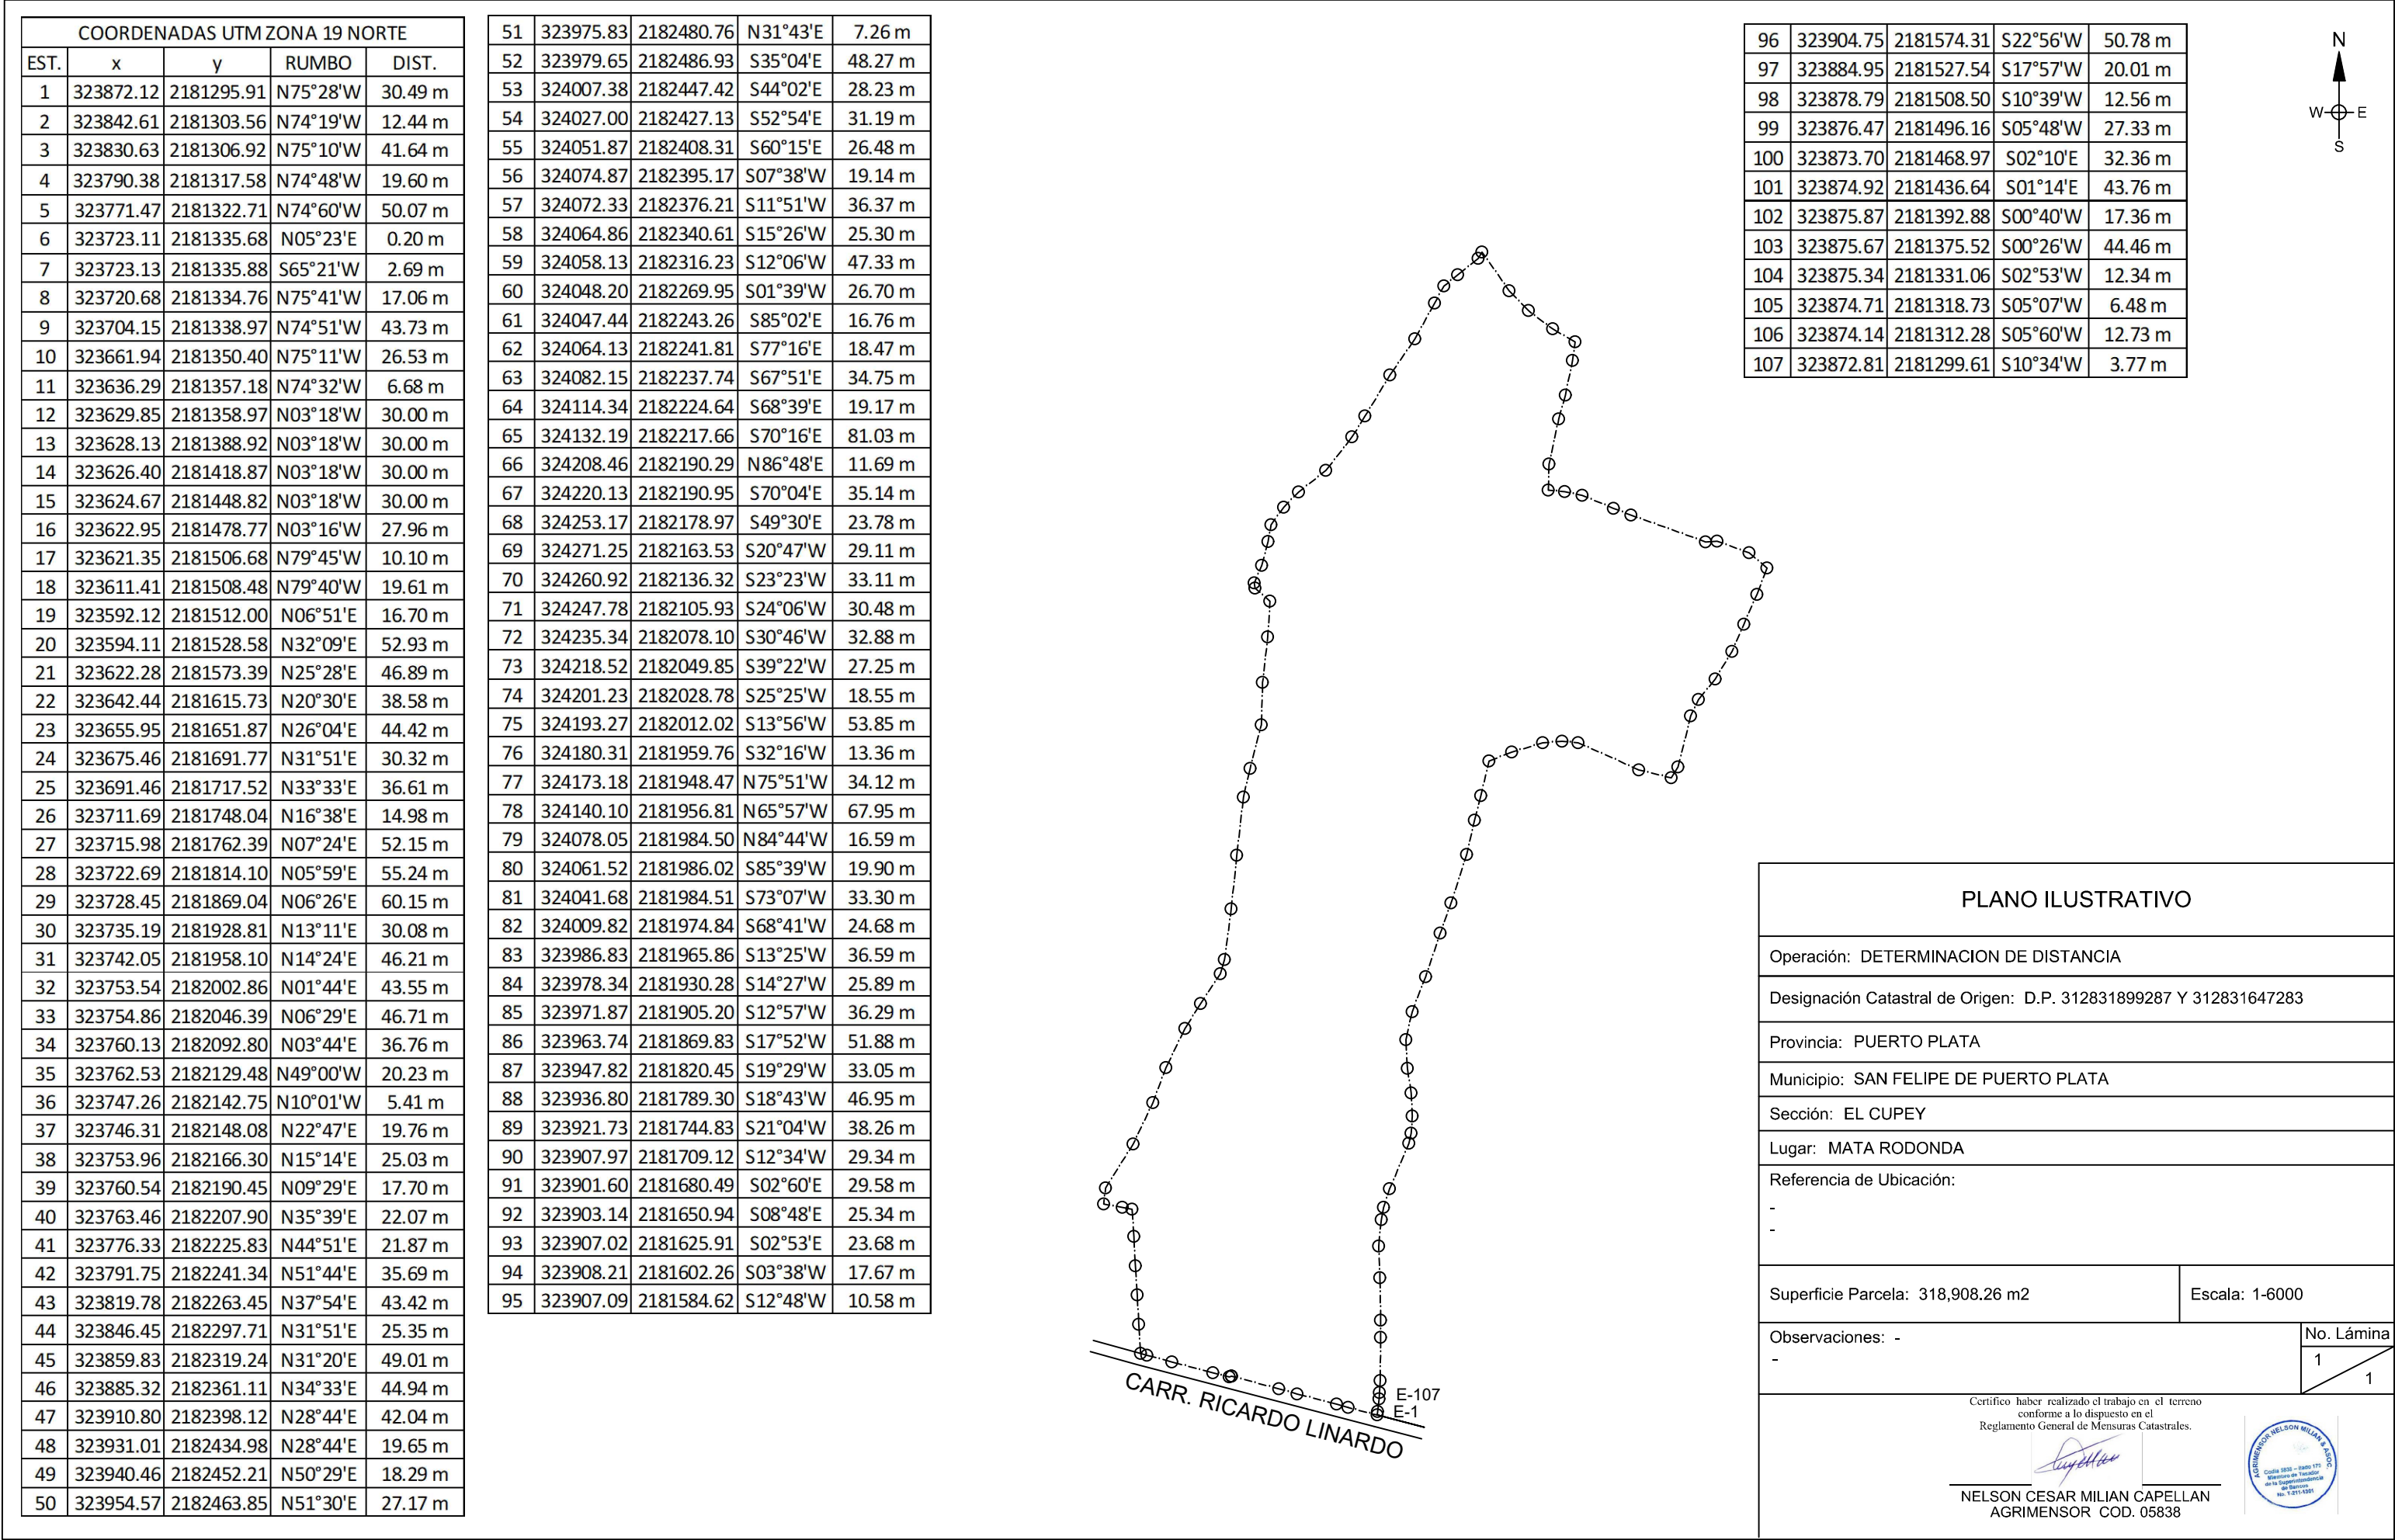 COORDENADAS UTM ZONA 19 NORTE
EST. x y RUMBO DIST.
1 323872.12 2181295.91 N75°28'W 30.49 m
2 323842.61 2181303.56 N74°19'W 12.44 m
3 323830.63 2181306.92 N75°10'W 41.64 m
4 323790.38 2181317.58 N74°48'W 19.60 m
5 323771.47 2181322.71 N74°60'W 50.07 m
6 323723.11 2181335.68 N05°23'E 0.20 m
7 323723.13 2181335.88 S65°21'W 2.69 m
8 323720.68 2181334.76 N75°41'W 17.06 m
9 323704.15 2181338.97 N74°51'W 43.73 m
10 323661.94 2181350.40 N75°11'W 26.53 m
11 323636.29 2181357.18 N74°32'W 6.68 m
12 323629.85 2181358.97 N03°18'W 30.00 m
13 323628.13 2181388.92 N03°18'W 30.00 m
14 323626.40 2181418.87 N03°18'W 30.00 m
15 323624.67 2181448.82 N03°18'W 30.00 m
16 323622.95 2181478.77 N03°16'W 27.96 m
17 323621.35 2181506.68 N79°45'W 10.10 m
18 323611.41 2181508.48 N79°40'W 19.61 m
19 323592.12 2181512.00 N06°51'E 16.70 m
20 323594.11 2181528.58 N32°09'E 52.93 m
21 323622.28 2181573.39 N25°28'E 46.89 m
22 323642.44 2181615.73 N20°30'E 38.58 m
23 323655.95 2181651.87 N26°04'E 44.42 m
24 323675.46 2181691.77 N31°51'E 30.32 m
25 323691.46 2181717.52 N33°33'E 36.61 m
26 323711.69 2181748.04 N16°38'E 14.98 m
27 323715.98 2181762.39 N07°24'E 52.15 m
28 323722.69 2181814.10 N05°59'E 55.24 m
29 323728.45 2181869.04 N06°26'E 60.15 m
30 323735.19 2181928.81 N13°11'E 30.08 m
31 323742.05 2181958.10 N14°24'E 46.21 m
32 323753.54 2182002.86 N01°44'E 43.55 m
33 323754.86 2182046.39 N06°29'E 46.71 m
34 323760.13 2182092.80 N03°44'E 36.76 m
35 323762.53 2182129.48 N49°00'W 20.23 m
36 323747.26 2182142.75 N10°01'W 5.41 m
37 323746.31 2182148.08 N22°47'E 19.76 m
38 323753.96 2182166.30 N15°14'E 25.03 m
39 323760.54 2182190.45 N09°29'E 17.70 m
40 323763.46 2182207.90 N35°39'E 22.07 m
41 323776.33 2182225.83 N44°51'E 21.87 m
42 323791.75 2182241.34 N51°44'E 35.69 m
43 323819.78 2182263.45 N37°54'E 43.42 m
44 323846.45 2182297.71 N31°51'E 25.35 m
45 323859.83 2182319.24 N31°20'E 49.01 m
46 323885.32 2182361.11 N34°33'E 44.94 m
47 323910.80 2182398.12 N28°44'E 42.04 m
48 323931.01 2182434.98 N28°44'E 19.65 m
49 323940.46 2182452.21 N50°29'E 18.29 m
50 323954.57 2182463.85 N51°30'E 27.17 m
51 323975.83 2182480.76 N31°43'E 7.26 m
52 323979.65 2182486.93 S35°04'E 48.27 m
53 324007.38 2182447.42 S44°02'E 28.23 m
54 324027.00 2182427.13 S52°54'E 31.19 m
55 324051.87 2182408.31 S60°15'E 26.48 m
56 324074.87 2182395.17 S07°38'W 19.14 m
57 324072.33 2182376.21 S11°51'W 36.37 m
58 324064.86 2182340.61 S15°26'W 25.30 m
59 324058.13 2182316.23 S12°06'W 47.33 m
60 324048.20 2182269.95 S01°39'W 26.70 m
61 324047.44 2182243.26 S85°02'E 16.76 m
62 324064.13 2182241.81 S77°16'E 18.47 m
63 324082.15 2182237.74 S67°51'E 34.75 m
64 324114.34 2182224.64 S68°39'E 19.17 m
65 324132.19 2182217.66 S70°16'E 81.03 m
66 324208.46 2182190.29 N86°48'E 11.69 m
67 324220.13 2182190.95 S70°04'E 35.14 m
68 324253.17 2182178.97 S49°30'E 23.78 m
69 324271.25 2182163.53 S20°47'W 29.11 m
70 324260.92 2182136.32 S23°23'W 33.11 m
71 324247.78 2182105.93 S24°06'W 30.48 m
72 324235.34 2182078.10 S30°46'W 32.88 m
73 324218.52 2182049.85 S39°22'W 27.25 m
74 324201.23 2182028.78 S25°25'W 18.55 m
75 324193.27 2182012.02 S13°56'W 53.85 m
76 324180.31 2181959.76 S32°16'W 13.36 m
77 324173.18 2181948.47 N75°51'W 34.12 m
78 324140.10 2181956.81 N65°57'W 67.95 m
79 324078.05 2181984.50 N84°44'W 16.59 m
80 324061.52 2181986.02 S85°39'W 19.90 m
81 324041.68 2181984.51 S73°07'W 33.30 m
82 324009.82 2181974.84 S68°41'W 24.68 m
83 323986.83 2181965.86 S13°25'W 36.59 m
84 323978.34 2181930.28 S14°27'W 25.89 m
85 323971.87 2181905.20 S12°57'W 36.29 m
86 323963.74 2181869.83 S17°52'W 51.88 m
87 323947.82 2181820.45 S19°29'W 33.05 m
88 323936.80 2181789.30 S18°43'W 46.95 m
89 323921.73 2181744.83 S21°04'W 38.26 m
90 323907.97 2181709.12 S12°34'W 29.34 m
91 323901.60 2181680.49 S02°60'E 29.58 m
92 323903.14 2181650.94 S08°48'E 25.34 m
93 323907.02 2181625.91 S02°53'E 23.68 m
94 323908.21 2181602.26 S03°38'W 17.67 m
95 323907.09 2181584.62 S12°48'W 10.58 m
96 323904.75 2181574.31 S22°56'W 50.78 m
97 323884.95 2181527.54 S17°57'W 20.01 m
98 323878.79 2181508.50 S10°39'W 12.56 m
99 323876.47 2181496.16 S05°48'W 27.33 m
100 323873.70 2181468.97 S02°10'E 32.36 m
101 323874.92 2181436.64 S01°14'E 43.76 m
102 323875.87 2181392.88 S00°40'W 17.36 m
103 323875.67 2181375.52 S00°26'W 44.46 m
104 323875.34 2181331.06 S02°53'W 12.34 m
105 323874.71 2181318.73 S05°07'W 6.48 m
106 323874.14 2181312.28 S05°60'W 12.73 m
107 323872.81 2181299.61 S10°34'W 3.77 m
N
W E
S
E-107
E-1
CARR. RICARDO LINARDO
PLANO ILUSTRATIVO
Operación: DETERMINACION DE DISTANCIA
Designación Catastral de Origen: D.P. 312831899287 Y 312831647283
Provincia: PUERTO PLATA
Municipio: SAN FELIPE DE PUERTO PLATA
Sección: EL CUPEY
Lugar: MATA RODONDA
Referencia de Ubicación:
-
-
Superficie Parcela: 318,908.26 m2
Escala: 1-6000
Observaciones: -
-
No. Lámina
1
1
Certifico haber realizado el trabajo en el terreno
conforme a lo dispuesto en el
Reglamento General de Mensuras Catastrales.
NELSON CESAR MILIAN CAPELLAN
AGRIMENSOR COD. 05838
AGRIMENSOR NELSON MILIAN & ASOC.
de la Superintendencia
de Bancos